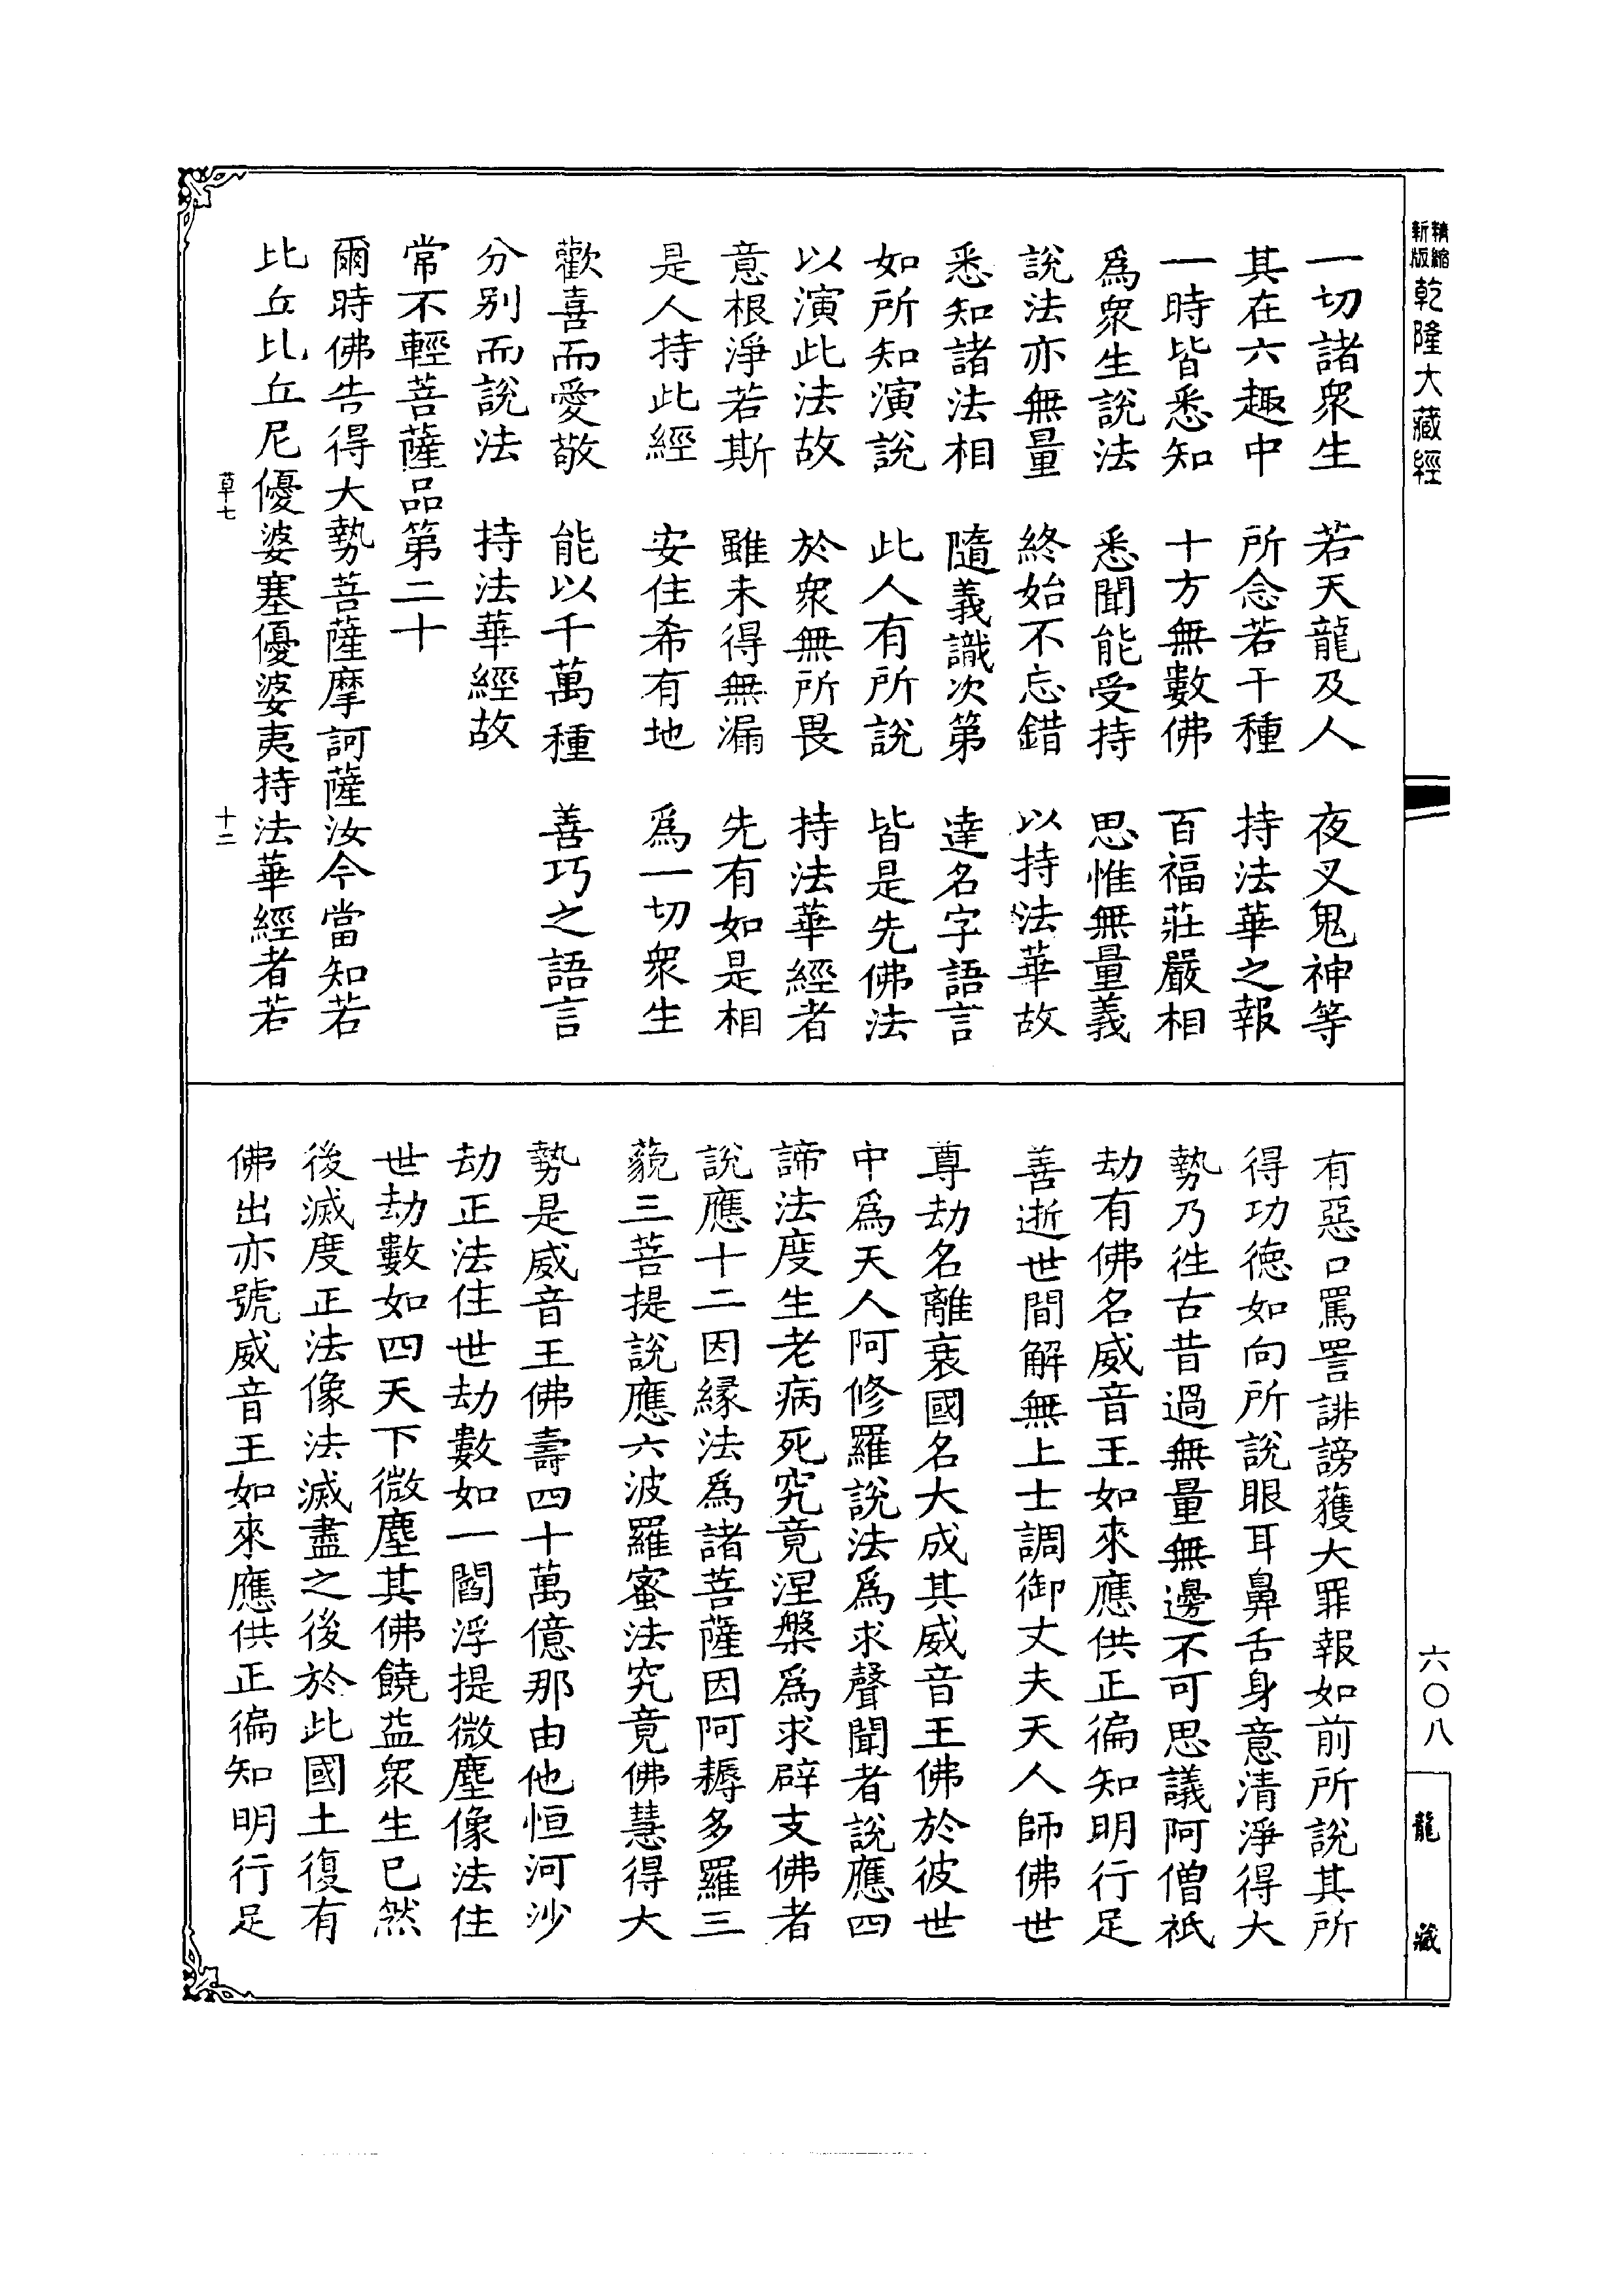 精縮新版乾隆大藏經
六〇八
龍藏
一切諸衆生　若天龍及人　夜叉鬼神等
其在六趣中　所念若干種　持法華之報
一時皆悉知　十方無數佛　百福莊嚴相
爲衆生說法　悉聞能受持　思惟無量義
說法亦無量　終始不忘錯　以持法華故
悉知諸法相　隨義識次第　達名字語言
如所知演說　此人有所說　皆是先佛法
以演此法故　於衆無所畏　持法華經者
意根淨若斯　雖未得無漏　先有如是相
是人持此經　安住希有地　爲一切衆生
歡喜而愛敬　能以千萬種　善巧之語言
分别而說法　持法華經故
常不輕菩薩品第二十
爾時佛告得大勢菩薩摩訶薩汝今當知若
比丘比丘尼優婆塞優婆夷持法華經者若
草七　十二
有惡口罵詈誹謗獲大罪報如前所說其所
得功德如向所說眼耳鼻舌身意清淨得大
勢乃徃古昔過無量無邊不可思議阿僧祇
劫有佛名威音王如來應供正徧知明行足
善逝世間解無上士調御丈夫天人師佛世
尊劫名離衰國名大成其威音王佛於彼世
中爲天人阿修羅說法爲求聲聞者說應四
諦法度生老病死究竟涅槃爲求辟支佛者
說應十二因緣法爲諸菩薩因阿耨多羅三
藐三菩提說應六波羅蜜法究竟佛慧得大
勢是威音王佛壽四十萬億那由他恒河沙
劫正法住世劫數如一閻浮提微塵像法住
世劫數如四天下微塵其佛饒益衆生已然
後滅度正法像法滅盡之後於此國土復有
佛出亦號威音王如來應供正徧知明行足